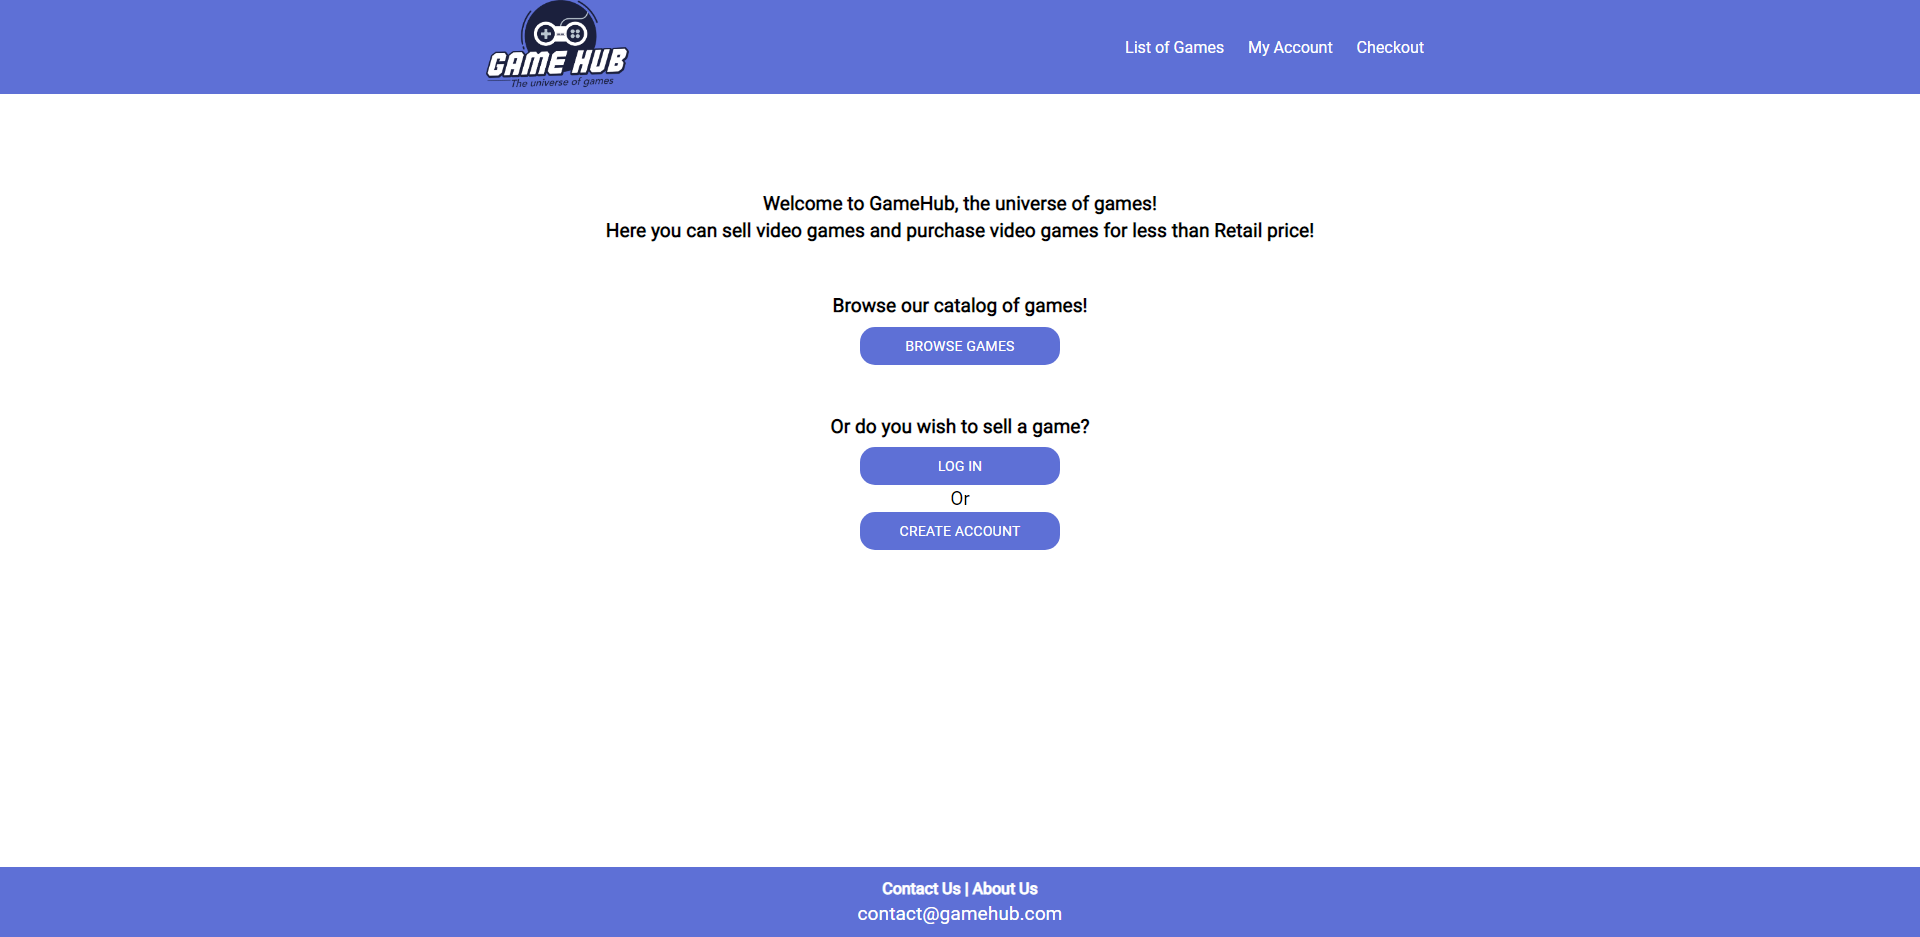 GAME HUB
The universe of games
List of Games My Account Checkout
Welcome to GameHub, the universe of games!
Here you can sell video games and purchase video games for less than Retail price!
Browse our catalog of games!
BROWSE GAMES
Or do you wish to sell a game?
LOG IN
Or
CREATE ACCOUNT
Contact Us | About Us
contact@gamehub.com